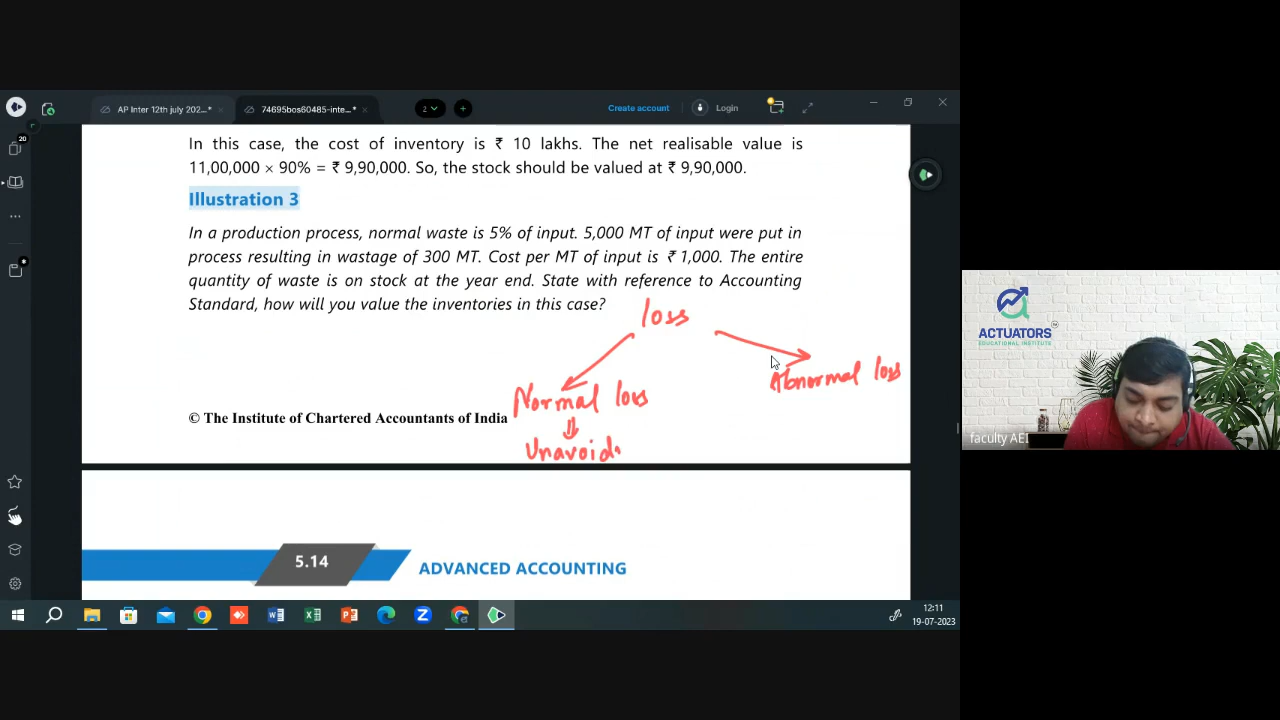 AP Inter 12th july 202...*
74695bos60485-inte...*
2
Create account
Login
20
In this case, the cost of inventory is ₹ 10 lakhs. The net realisable value is
11,00,000 × 90% = ₹ 9,90,000. So, the stock should be valued at ₹ 9,90,000.
Illustration 3
In a production process, normal waste is 5% of input. 5,000 MT of input were put in
process resulting in wastage of 300 MT. Cost per MT of input is ₹ 1,000. The entire
quantity of waste is on stock at the year end. State with reference to Accounting
Standard, how will you value the inventories in this case?
loss
Abnormal loss
Normal loss
© The Institute of Chartered Accountants of India
Unavoid
5.14
ADVANCED ACCOUNTING
ACTUATORS
EDUCATIONAL INSTITUTE
faculty AEI
12:11
19-07-2023